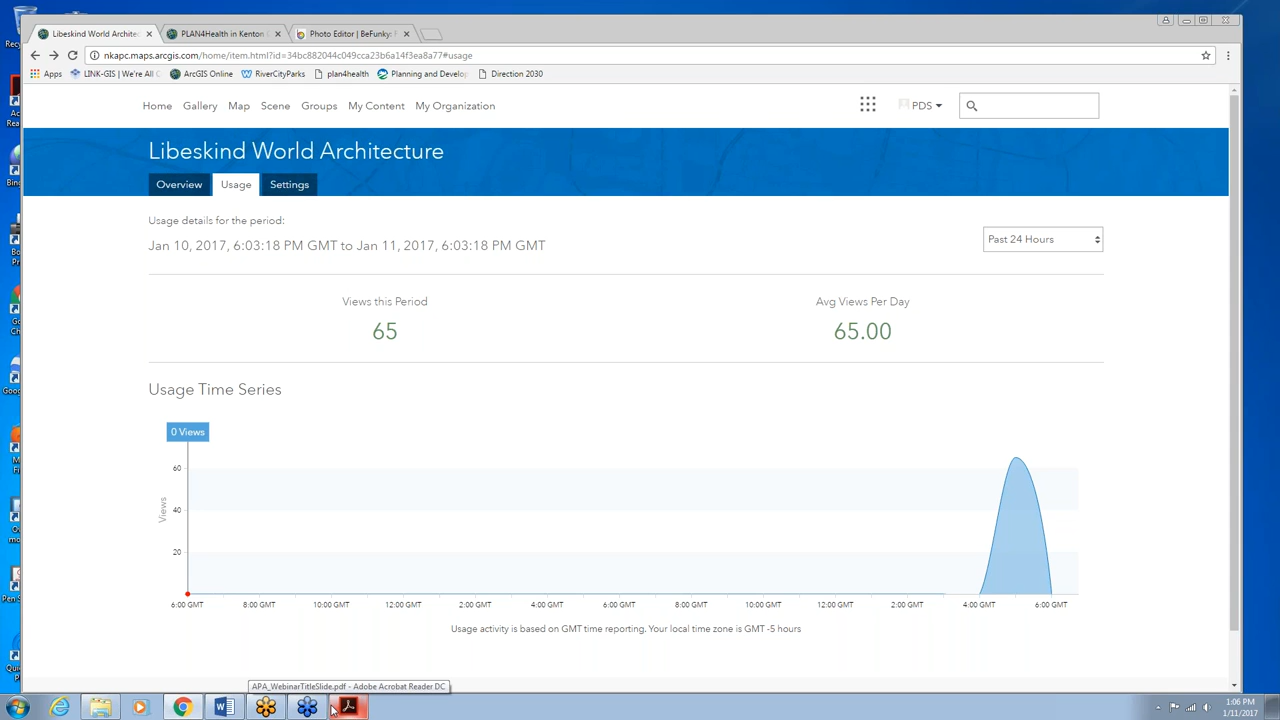 Libeskind World Architec
PLAN4Health in Kenton
Photo Editor | BeFunky: F
nkapc.maps.arcgis.com/home/item.html?id=34bc882044c049cca23b6a14f3ea8a77#usage
Apps LINK-GIS | We're All C ArcGIS Online RiverCityParks plan4health Planning and Develo Direction 2030
Home Gallery Map Scene Groups My Content My Organization PDS
Libeskind World Architecture
Overview Usage Settings
Usage details for the period:
Jan 10, 2017, 6:03:18 PM GMT to Jan 11, 2017, 6:03:18 PM GMT
Past 24 Hours
Views this Period Avg Views Per Day
65 65.00
Usage Time Series
0 Views
60
40
20
Views
6:00 GMT 8:00 GMT 10:00 GMT 12:00 GMT 2:00 GMT 4:00 GMT 6:00 GMT 8:00 GMT 10:00 GMT 12:00 GMT 2:00 GMT 4:00 GMT 6:00 GMT
Usage activity is based on GMT time reporting. Your local time zone is GMT -5 hours
APA_WebinarTitleSlide.pdf - Adobe Acrobat Reader DC
1:06 PM
1/11/2017